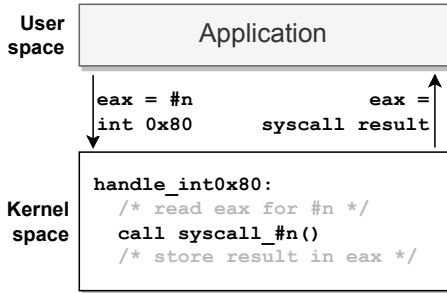 User
space
Application
eax = #n
int 0x80
eax =
syscall result
Kernel
space
handle_int0x80:
/* read eax for #n */
call syscall_#n()
/* store result in eax */